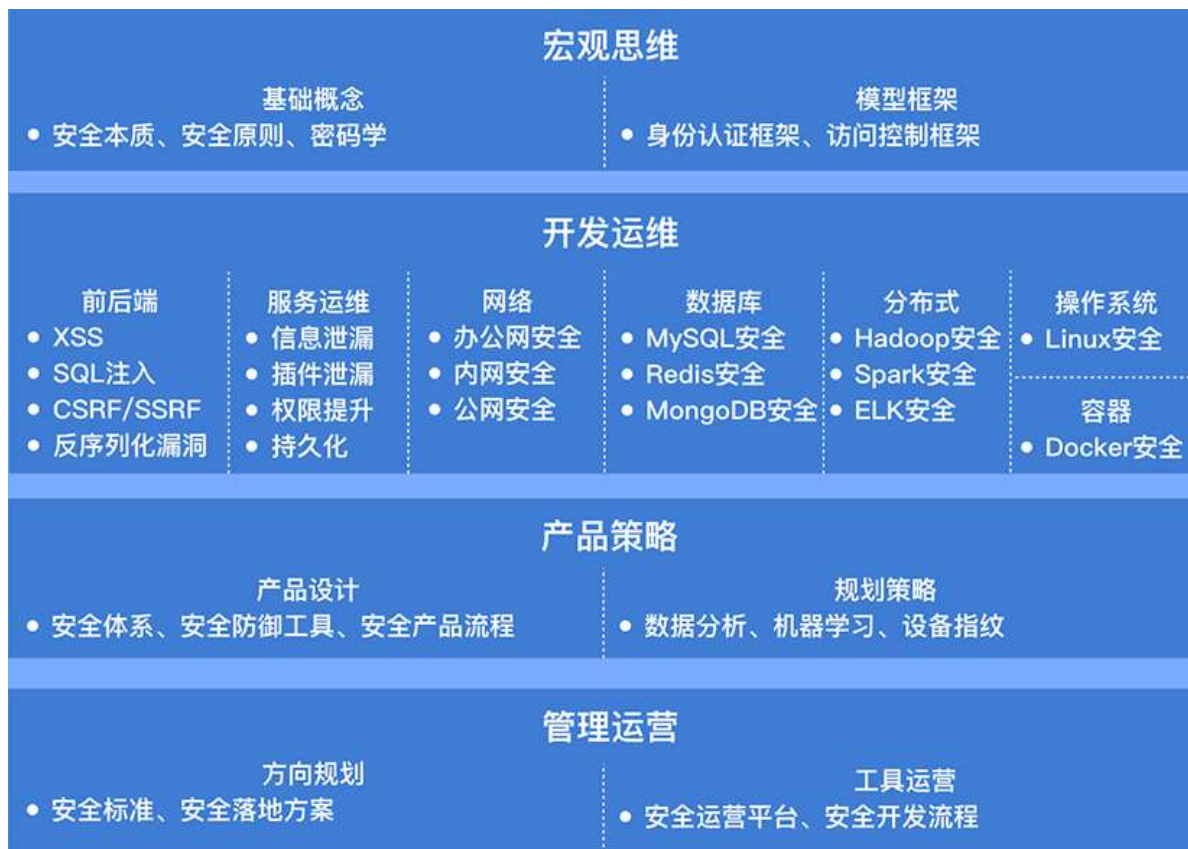 宏观思维
基础概念
• 安全本质、安全原则、密码学
模型框架
• 身份认证框架、访问控制框架
开发运维
前后端
• XSS
• SQL注入
• CSRF/SSRF
• 反序列化漏洞
服务运维
• 信息泄漏
• 插件泄漏
• 权限提升
• 持久化
网络
• 办公网安全
• 内网安全
• 公网安全
数据库
• MySQL安全
• Redis安全
• MongoDB安全
分布式
• Hadoop安全
• Spark安全
• ELK安全
操作系统
• Linux安全
容器
• Docker安全
产品策略
产品设计
• 安全体系、安全防御工具、安全产品流程
规划策略
• 数据分析、机器学习、设备指纹
管理运营
方向规划
• 安全标准、安全落地方案
工具运营
• 安全运营平台、安全开发流程